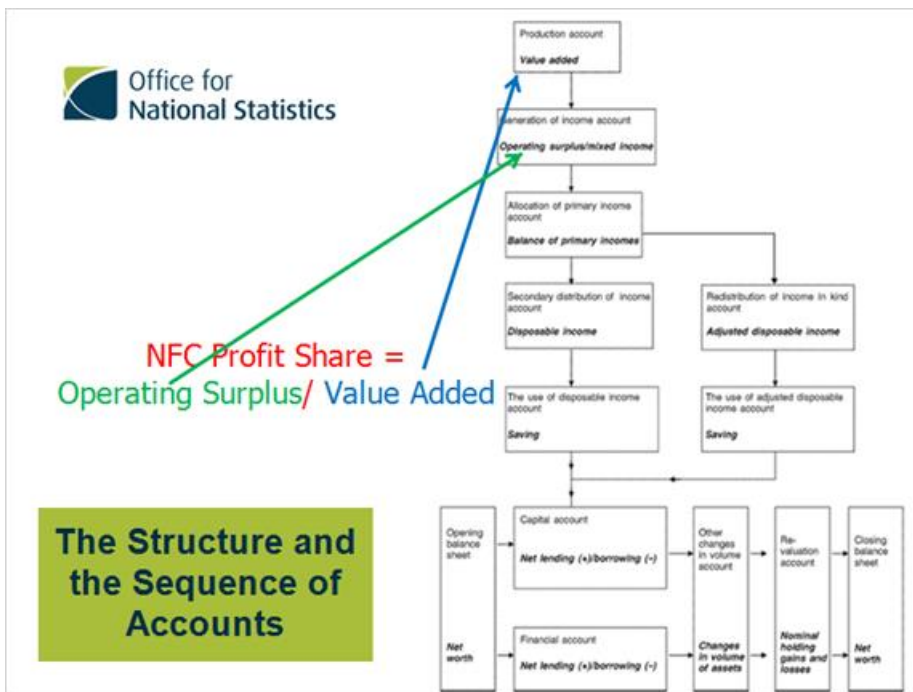 Office for
National Statistics
Production account
Value added
Generation of income account
Operating surplus/mixed income
Allocation of primary income
account
Balance of primary incomes
Secondary distribution of income
account
Disposable income
Redistribution of income in kind
account
Adjusted disposable income
NFC Profit Share =
Operating Surplus/ Value Added
The use of disposable income
account
Saving
The use of adjusted disposable
income account
Saving
The Structure and
the Sequence of
Accounts
Opening
balance
sheet
Net
worth
Capital account
Net lending (+)/borrowing (-)
Financial account
Net lending (+)/borrowing (-)
Other
changes
in volume
account
Changes
in volume
of assets
Re-
valuation
account
Nominal
holding
gains and
losses
Closing
balance
sheet
Net
worth